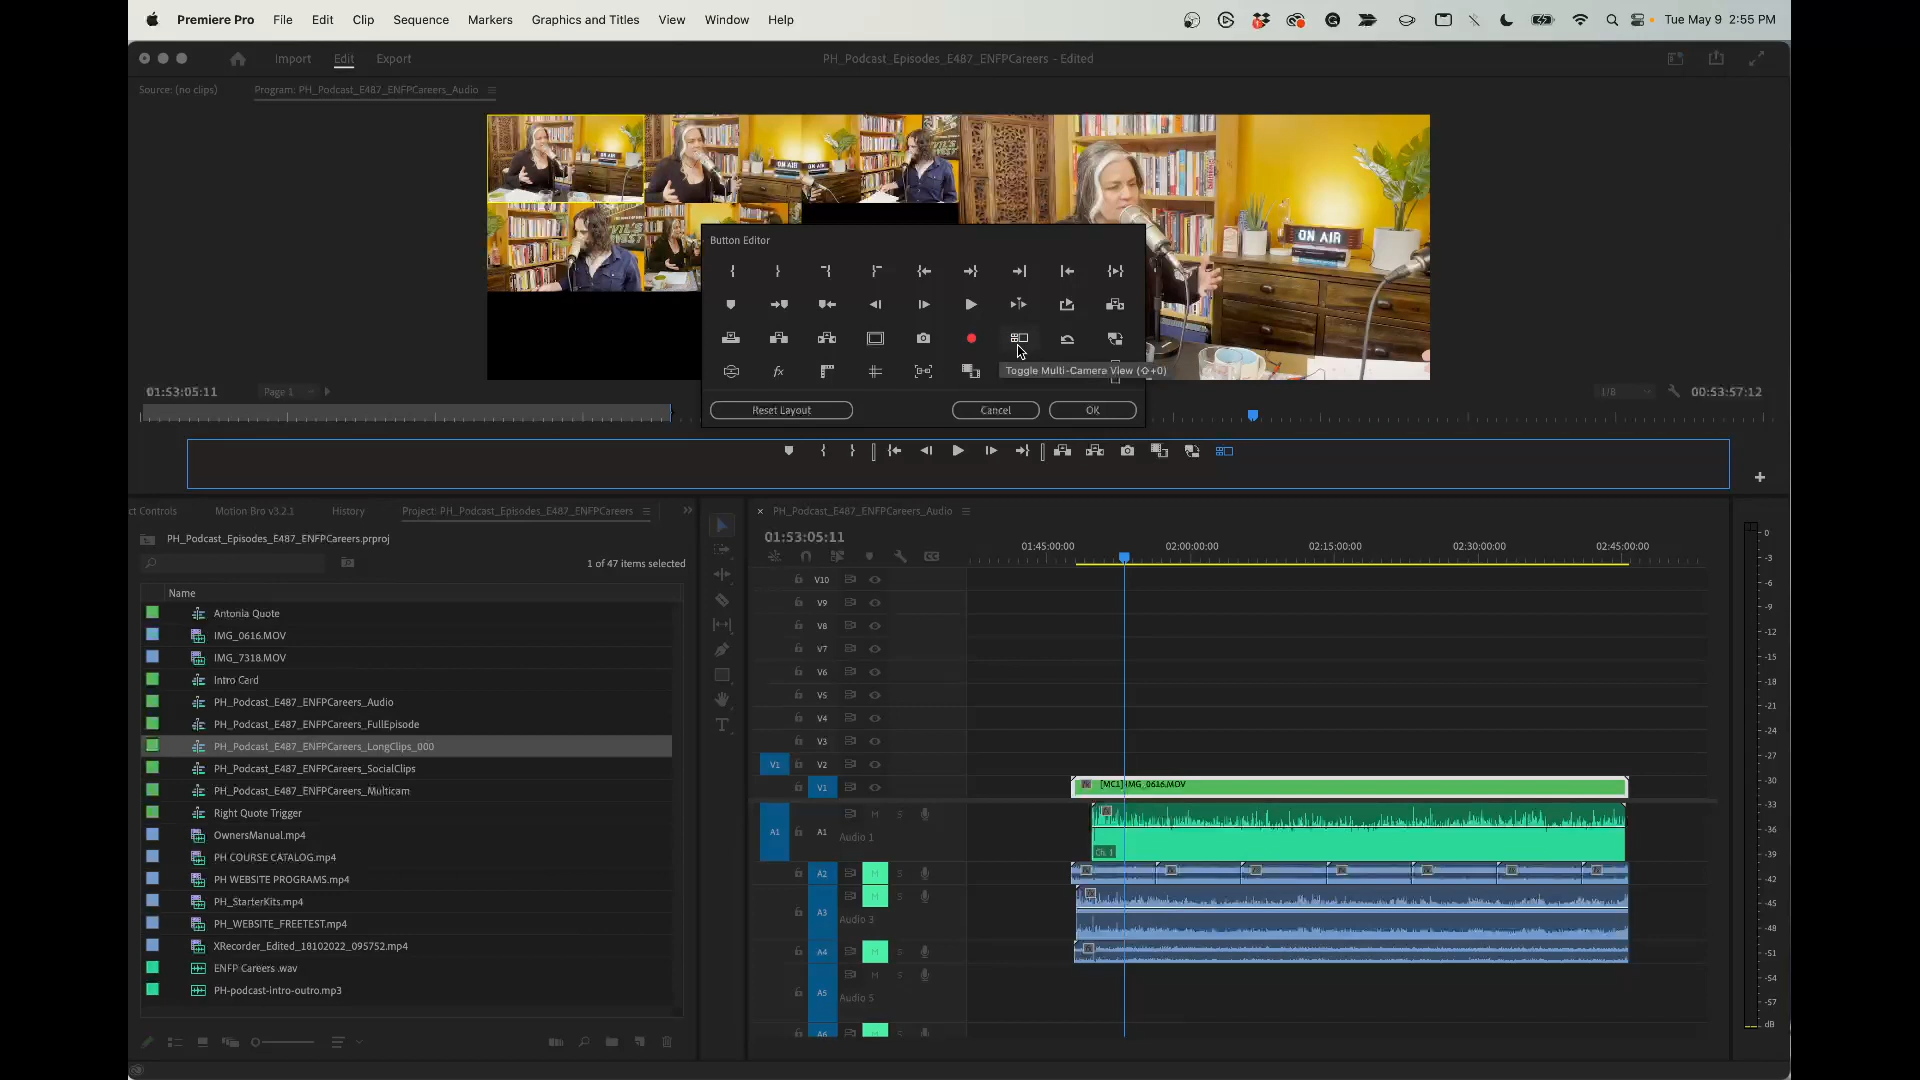 Premiere Pro File Edit Clip Sequence Markers Graphics and Titles View Window Help Tue May 9 2:55 PM
Import Edit Export PH_Podcast_Episodes_E487_ENFPCareers - Edited
Source: (no clips) Program: PH_Podcast_E487_ENFPCareers_Audio
ON AIR
Button Editor
fx
Toggle Multi-Camera View (⇧+0)
Reset Layout Cancel OK
01:53:05:11 Page 1 1/8 00:53:57:12
ct Controls Motion Bro v3.2.1 History Project: PH_Podcast_Episodes_E487_ENFPCareers
PH_Podcast_Episodes_E487_ENFPCareers.prproj
1 of 47 items selected
Name
Antonia Quote
IMG_0616.MOV
IMG_7318.MOV
Intro Card
PH_Podcast_E487_ENFPCareers_Audio
PH_Podcast_E487_ENFPCareers_FullEpisode
PH_Podcast_E487_ENFPCareers_LongClips_000
PH_Podcast_E487_ENFPCareers_SocialClips
PH_Podcast_E487_ENFPCareers_Multicam
Right Quote Trigger
OwnersManual.mp4
PH COURSE CATALOG.mp4
PH WEBSITE PROGRAMS.mp4
PH_StarterKits.mp4
PH_WEBSITE_FREETEST.mp4
XRecorder_Edited_18102022_095752.mp4
ENFP Careers .wav
PH-podcast-intro-outro.mp3
PH_Podcast_E487_ENFPCareers_Audio
01:53:05:11
01:45:00:00 02:00:00:00 02:15:00:00 02:30:00:00 02:45:00:00
V10
V9
V8
V7
V6
V5
V4
V3
V1 V2
V1 [MC1] IMG_0616.MOV
M S
A1 A1 Audio 1
Ch. 1
A2 M S
M S
A3 Audio 3
A4 M S
M S
A5 Audio 5
A6 M S
0
-3
-6
-9
-12
-15
-18
-21
-24
-27
-30
-33
-36
-39
-42
-45
-48
-51
-54
-57
dB